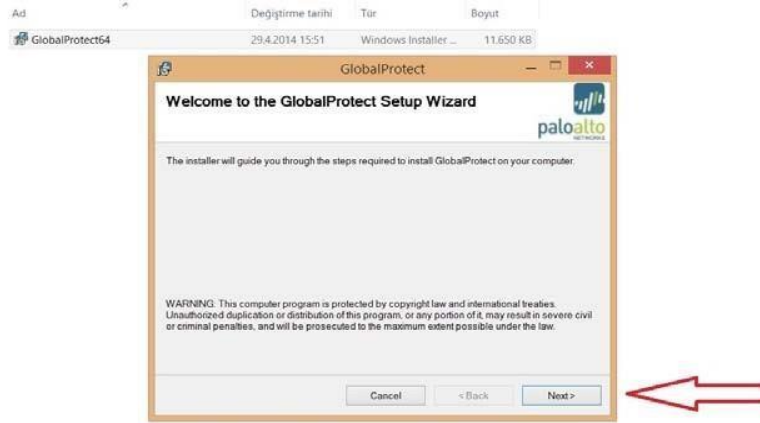 Ad Değiştirme tarihi Tür Boyut
GlobalProtect64 29.4.2014 15:51 Windows Installer ... 11.650 KB
GlobalProtect
Welcome to the GlobalProtect Setup Wizard
paloalto
NETWORKS
The installer will guide you through the steps required to install GlobalProtect on your computer.
WARNING: This computer program is protected by copyright law and international treaties.
Unauthorized duplication or distribution of this program, or any portion of it, may result in severe civil
or criminal penalties, and will be prosecuted to the maximum extent possible under the law.
Cancel < Back Next >